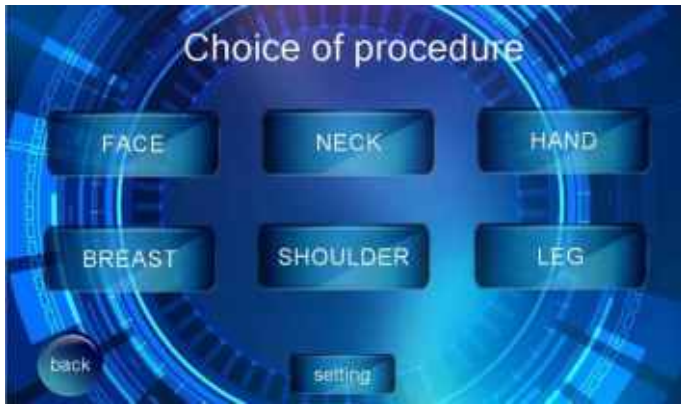 Choice of procedure
FACE NECK HAND
BREAST SHOULDER LEG
back
setting